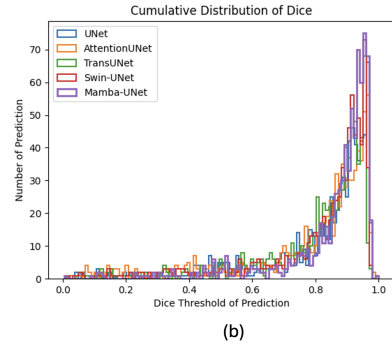 Cumulative Distribution of Dice
UNet
AttentionUNet
TransUNet
Swin-UNet
Mamba-UNet
Number of Prediction
70
60
50
40
30
20
10
0
0.0 0.2 0.4 0.6 0.8 1.0
Dice Threshold of Prediction
(b)